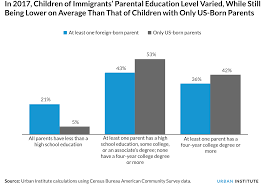 In 2017, Children of Immigrants' Parental Education Level Varied, While Still
Being Lower on Average Than That of Children with Only US-Born Parents
At least one foreign-born parent
Only US-born parents
53%
43%
42%
36%
21%
5%
All parents have less than a
high school education
At least one parent has a
high school education, some college,
or an associate's degree; none
have a four-year college degree
or more
At least one parent has a
four-year college degree or more
Source: Urban Institute calculations using Census Bureau American Community Survey data.
URBAN INSTITUTE